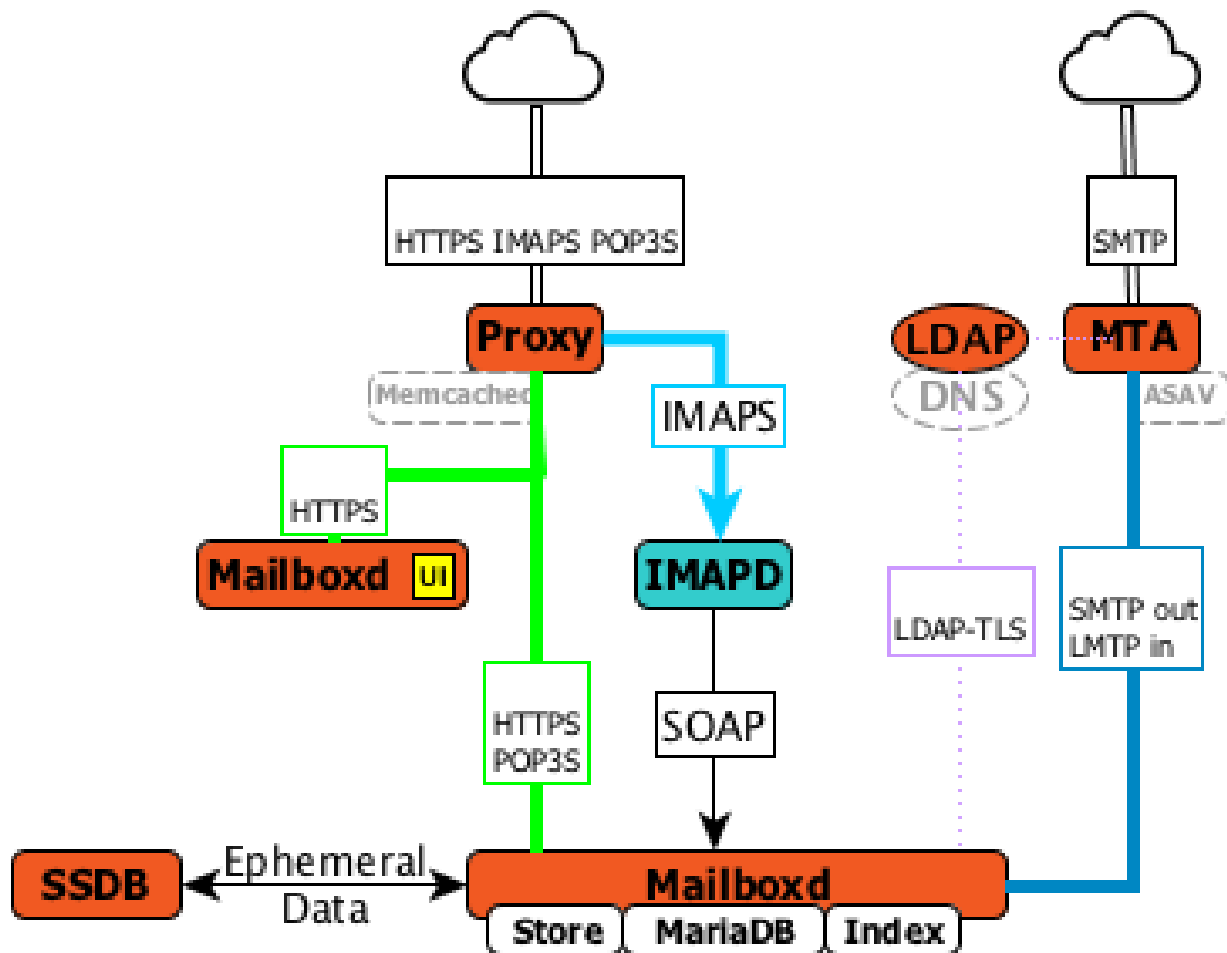 HTTPS IMAPS POP3S
SMTP
Proxy
LDAP
MTA
Memcached
DNS
ASAV
IMAPS
HTTPS
Mailboxd
UI
IMAPD
LDAP-TLS
SMTP out
LMTP in
HTTPS
POP3S
SOAP
SSDB
Ephemeral
Data
Mailboxd
Store
MariaDB
Index